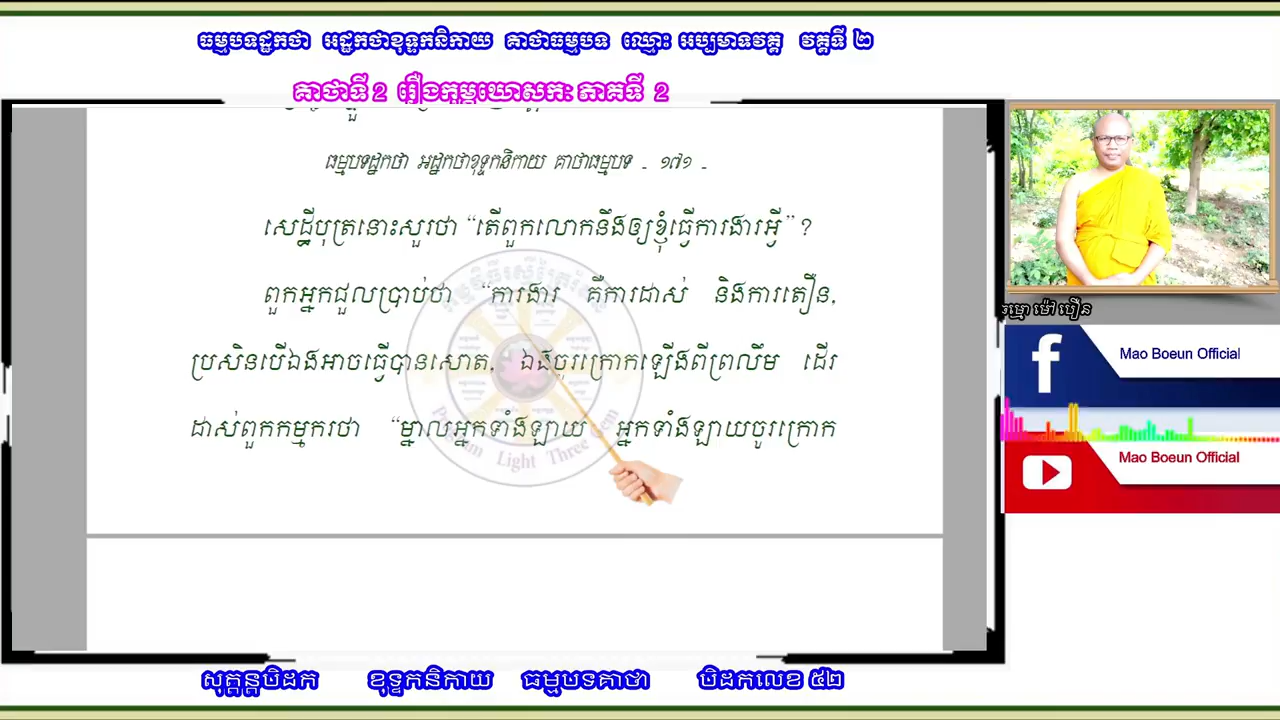 ធម្មបទដ្ឋកថា អដ្ឋកថាខុទ្ទកនិកាយ គាថាធម្មបទ ឈ្មោះ អប្បមាទវគ្គ វគ្គទី ២
គាថាទី 2 រឿងកុម្ភឃោសកៈ ភាគទី 2
ធម្មបទដ្ឋកថា អដ្ឋកថាខុទ្ទកនិកាយ គាថាធម្មបទ - ១៧១ -
សេដ្ឋីបុត្រនោះសួរថា “តើពួកលោកនឹងឲ្យខ្ញុំធ្វើការងារអ្វី” ?
ពួកអ្នកជួលប្រាប់ថា “ការងារ គឺការដាស់ និងការតឿន,
ប្រសិនបើឯងអាចធ្វើបានសោត, ឯងចូរក្រោកឡើងពីព្រលឹម ដើរ
ដាស់ពួកកម្មករថា “ម្នាលអ្នកទាំងឡាយ អ្នកទាំងឡាយចូរក្រោក
Light Three Gem
ធម្មោ ម៉ៅ បឿន
Mao Boeun Official
Mao Boeun Official
សុត្តន្តបិដក ខុទ្ទកនិកាយ ធម្មបទគាថា បិដកលេខ ៥២